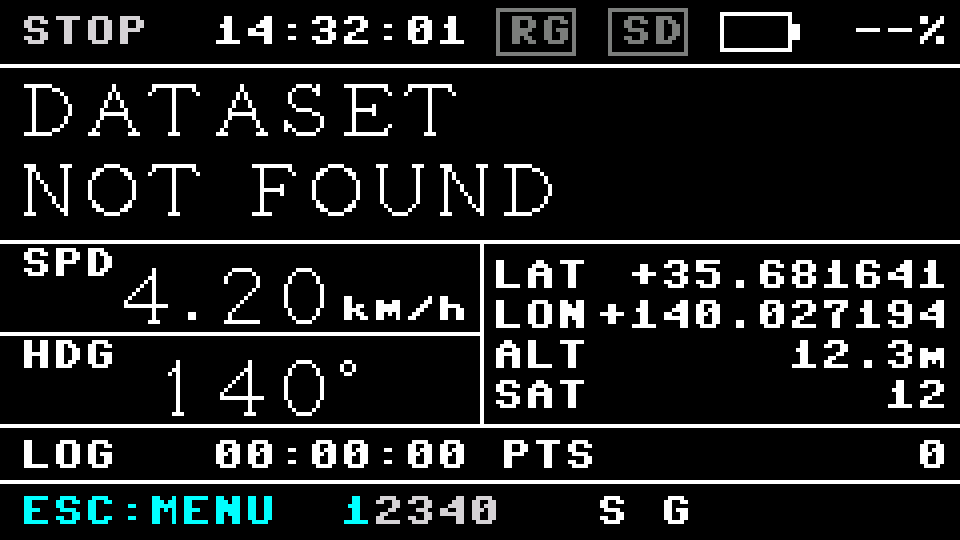 STOP 14:32:01 RG SD --%
DATASET
NOT FOUND
SPD 4.20 km/h
HDG 140°
LAT +35.681641
LON +140.027194
ALT 12.3m
SAT 12
LOG 00:00:00 PTS 0
ESC:MENU 12340 S G